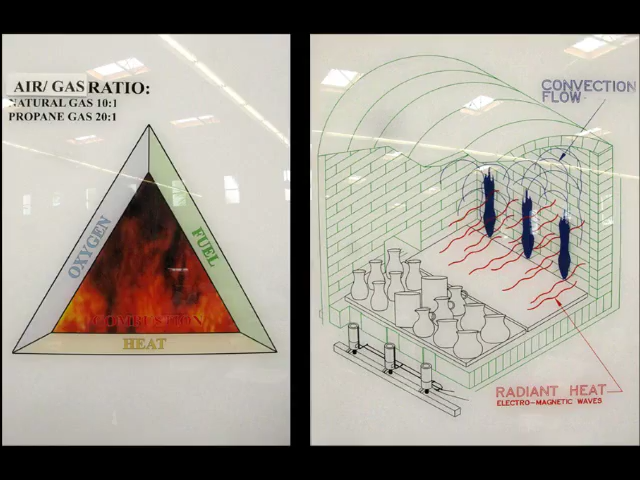 AIR/ GAS RATIO:
NATURAL GAS 10:1
PROPANE GAS 20:1
OXYGEN
FUEL
COMBUSTION
HEAT
CONVECTION
FLOW
RADIANT HEAT
ELECTRO-MAGNETIC WAVES